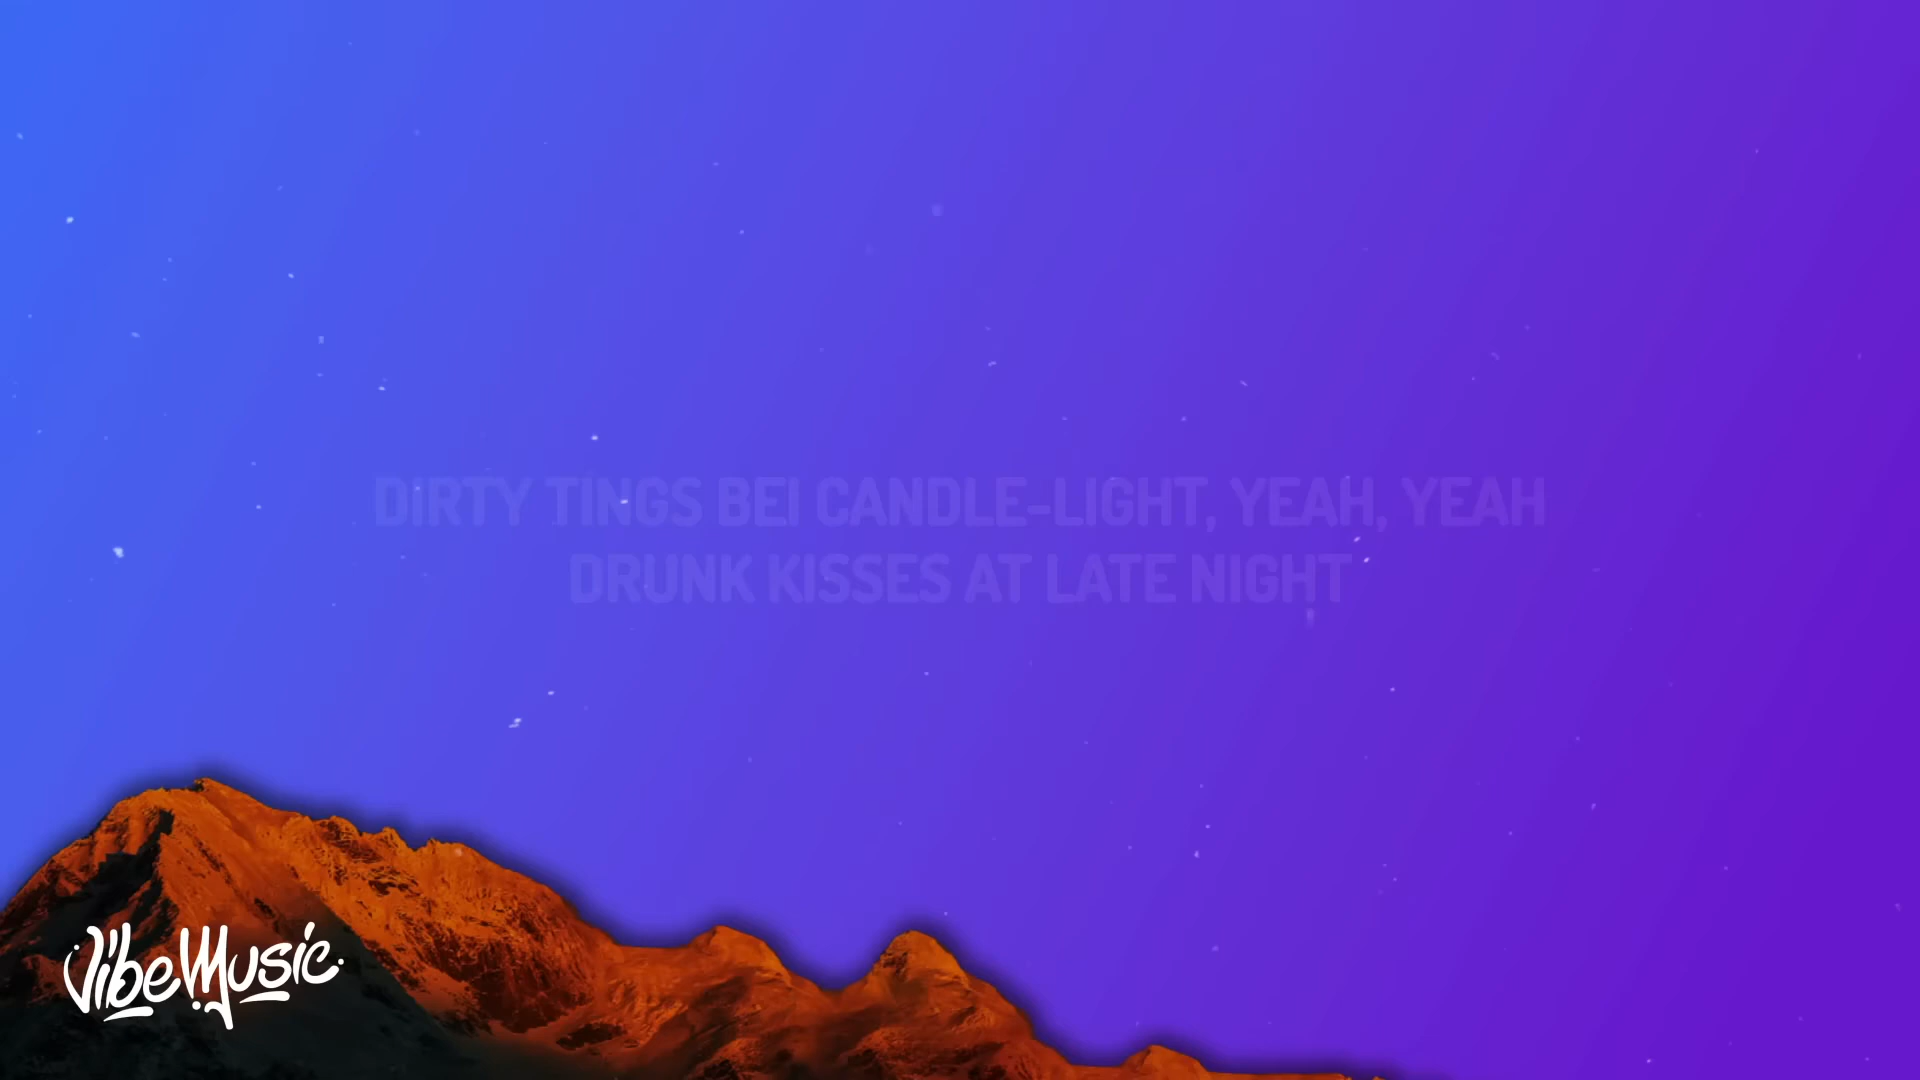 DIRTY TINGS BEI CANDLE-LIGHT, YEAH, YEAH
DRUNK KISSES AT LATE NIGHT
VibeMusic